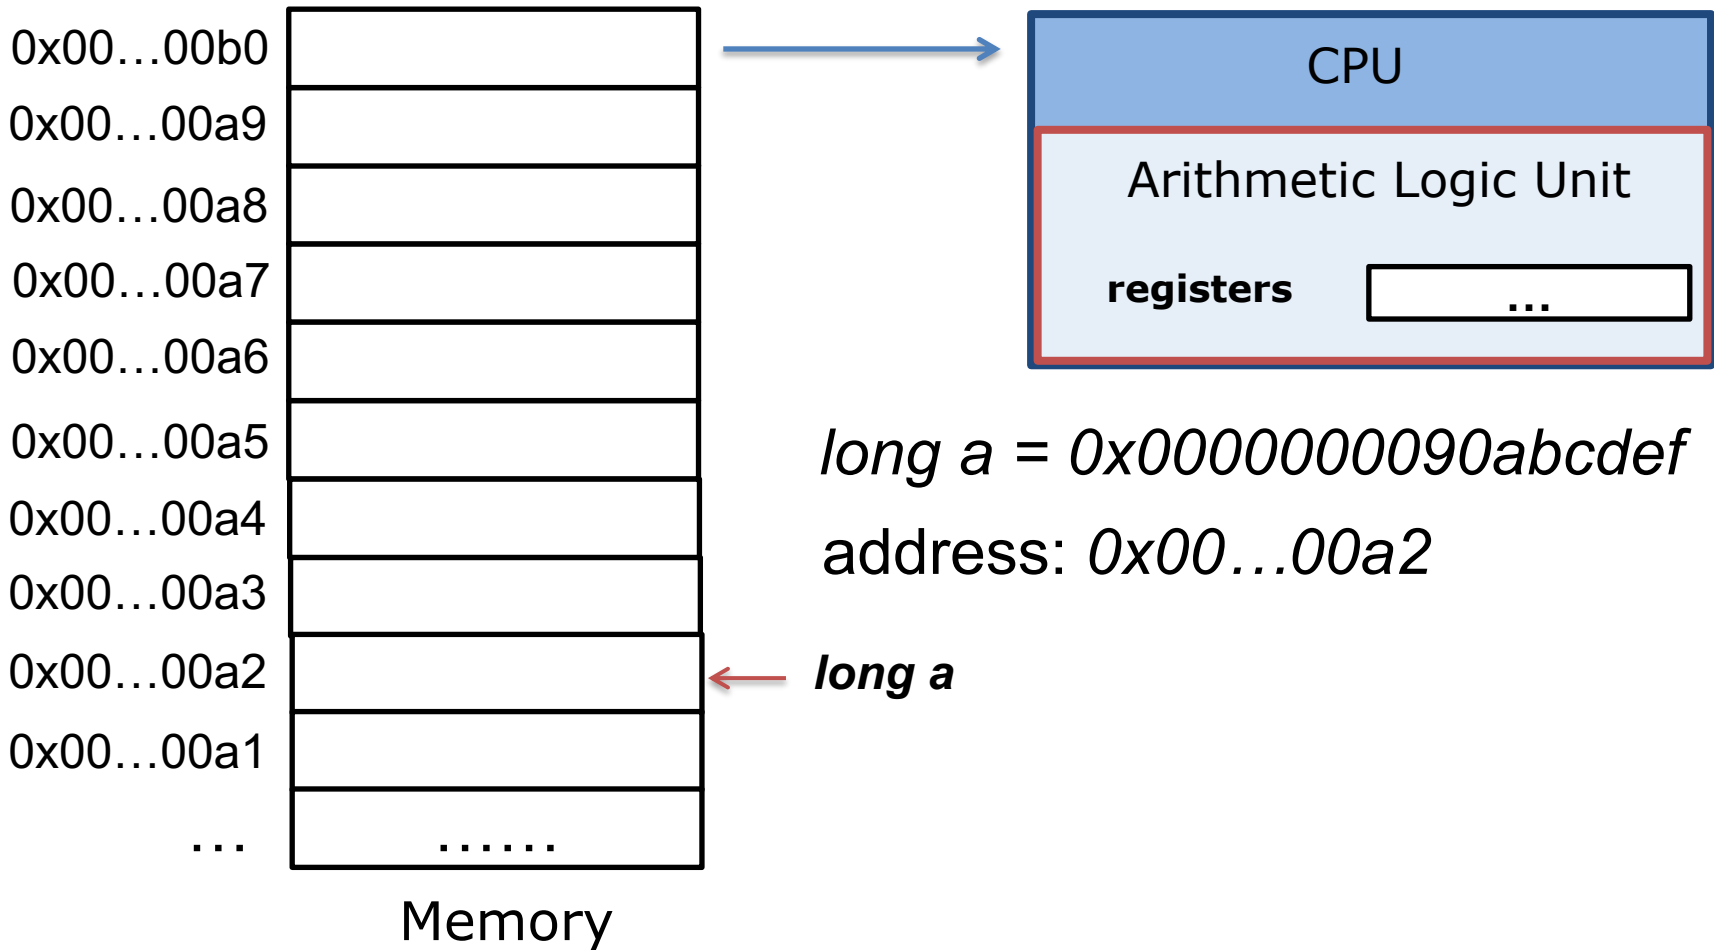 0x00…00b0
0x00…00a9
0x00…00a8
0x00…00a7
0x00…00a6
0x00…00a5
0x00…00a4
0x00…00a3
0x00…00a2
0x00…00a1
…
……
Memory
CPU
Arithmetic Logic Unit
registers
...
long a = 0x0000000090abcdef
address: 0x00…00a2
long a